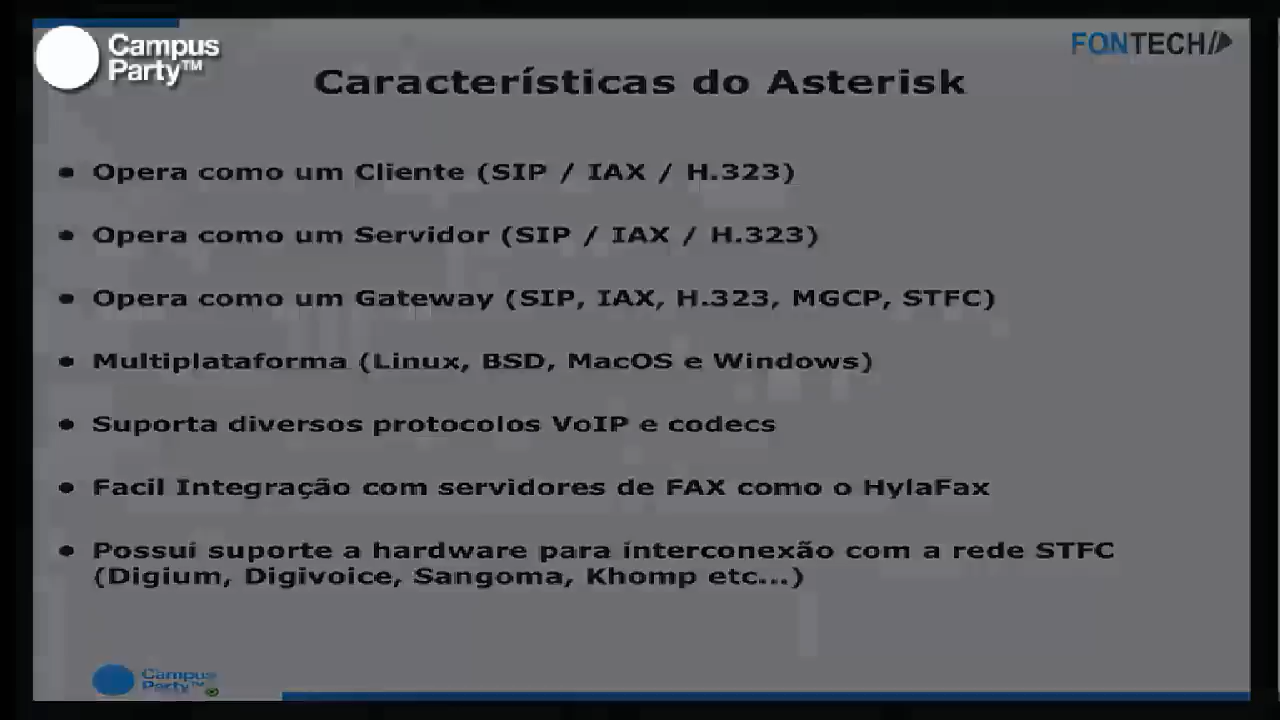 Campus
Party™
FONTECH
Características do Asterisk
• Opera como um Cliente (SIP / IAX / H.323)
• Opera como um Servidor (SIP / IAX / H.323)
• Opera como um Gateway (SIP, IAX, H.323, MGCP, STFC)
• Multiplataforma (Linux, BSD, MacOS e Windows)
• Suporta diversos protocolos VoIP e codecs
• Facil Integração com servidores de FAX como o HylaFax
• Possui suporte a hardware para interconexão com a rede STFC
(Digium, Digivoice, Sangoma, Khomp etc...)
Campus
Party™